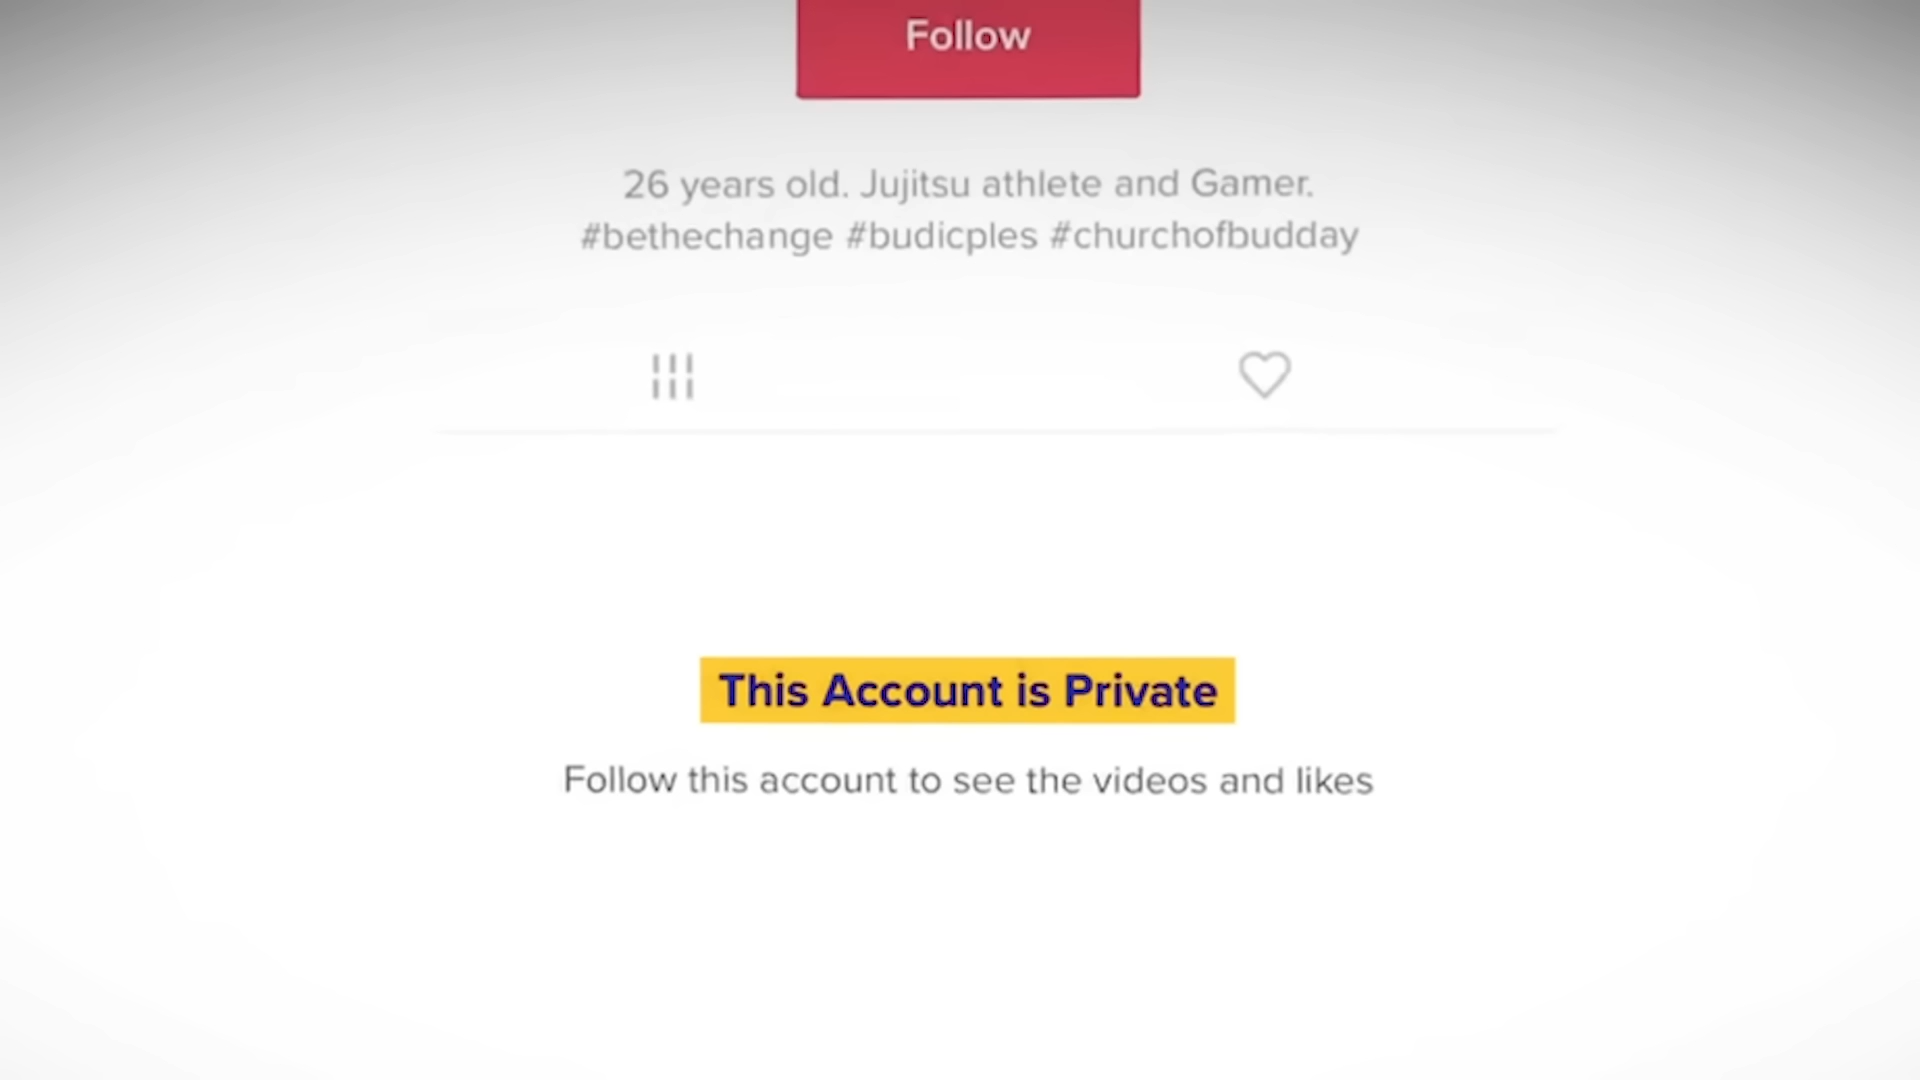 Follow
26 years old. Jujitsu athlete and Gamer.
#bethechange #budicples #churchofbudday
This Account is Private
Follow this account to see the videos and likes